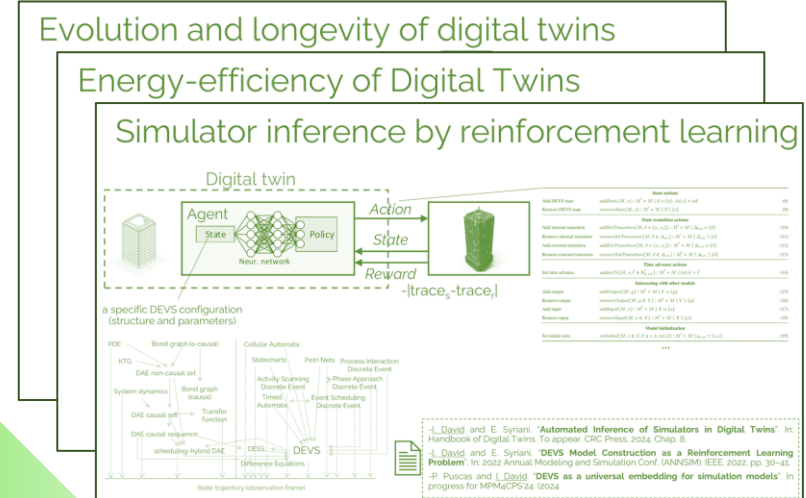 Evolution and longevity of digital twins
Energy-efficiency of Digital Twins
Simulator inference by reinforcement learning
Digital twin
Agent
State
Policy
Neur. network
Action
State
Reward
-|trace
-trace
|
a specific DEVS configuration
(structure and parameters)
State actions
Add DEVS state
Remove DEVS state
State transition actions
Add internal transition
Remove internal transition
Add external transition
Remove external transition
Time advance actions
Set time advance
Interacting with other models
Add output
Remove output
Add input
Remove input
Model initialization
Set initial state
PDE
Bond graph (a-causal)
Cellular Automata
KTG
DAE non-causal set
Statecharts
Petri Nets
Process Interaction
Discrete Event
System dynamics
Bond graph
(causal)
Activity Scanning
Discrete Event
3-Phase Approach
Discrete Event
Timed
Automata
Event Scheduling
Discrete Event
DAE causal set
Transfer
function
DAE causal sequence
scheduling-hybrid DAE
DESS
DEVS
Difference Equations
State trajectory (observation frame)
-I. David and E. Syriani. "Automated Inference of Simulators in Digital Twins". In:
Handbook of Digital Twins. To appear. CRC Press, 2024. Chap. 8.
-I. David and E. Syriani. "DEVS Model Construction as a Reinforcement Learning
Problem". In: 2022 Annual Modeling and Simulation Conf. (ANNSIM). IEEE, 2022, pp. 30–41.
-P. Puscas and I. David. "DEVS as a universal embedding for simulation models". In
progress for MPM4CPS'24. (2024